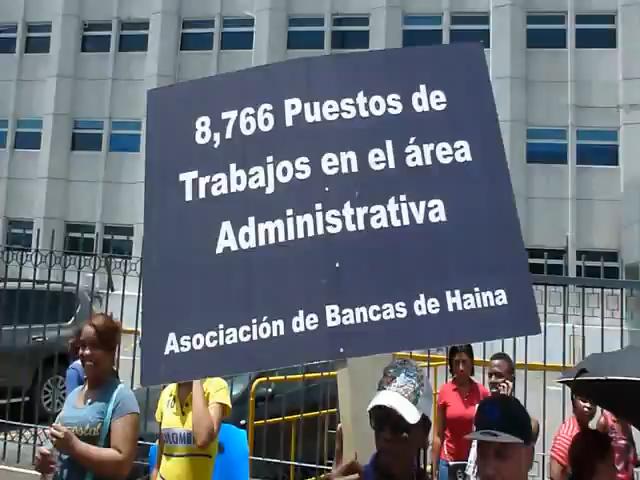 8,766 Puestos de
Trabajos en el área
Administrativa
Asociación de Bancas de Haina